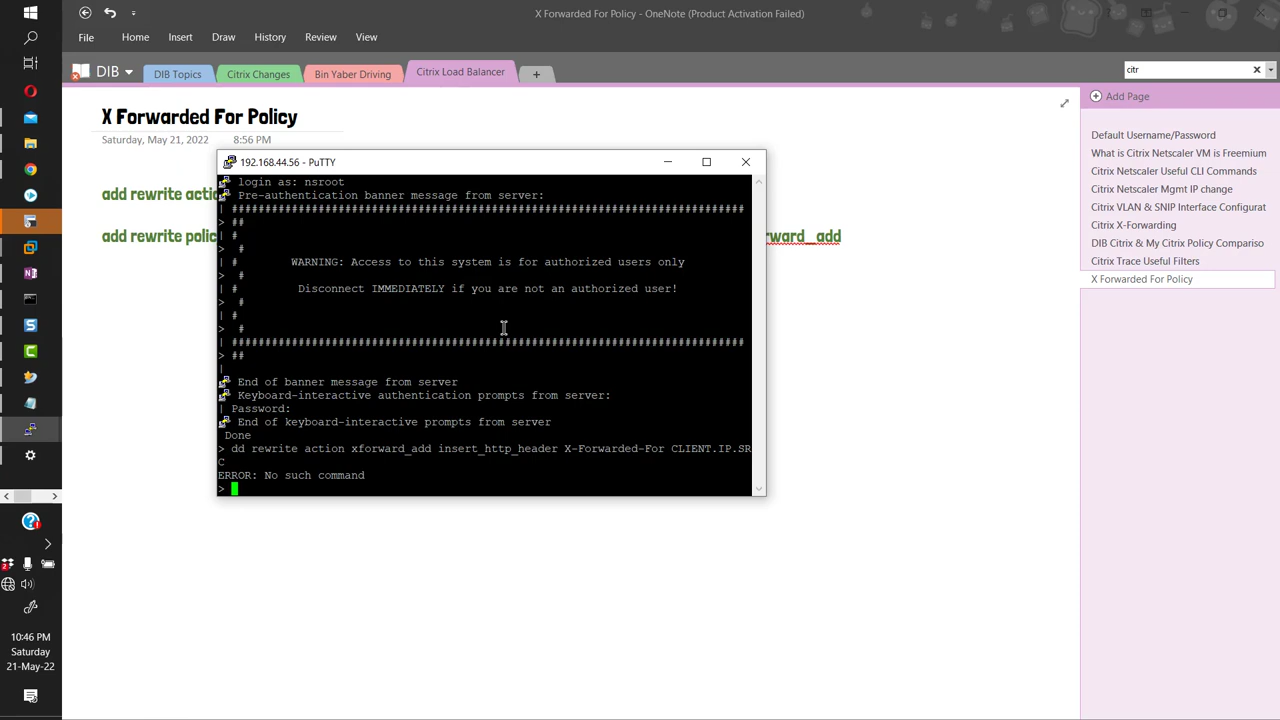 X Forwarded For Policy - OneNote (Product Activation Failed)
File Home Insert Draw History Review View
DIB DIB Topics Citrix Changes Bin Yaber Driving Citrix Load Balancer +
citr
X Forwarded For Policy
Saturday, May 21, 2022 8:56 PM
add rewrite actio
add rewrite polic
rward_add
192.168.44.56 - PuTTY
login as: nsroot
Pre-authentication banner message from server:
| #############################################################################
> ##
| #
> #
| # WARNING: Access to this system is for authorized users only
> #
| # Disconnect IMMEDIATELY if you are not an authorized user!
> #
| #
> #
| #############################################################################
> ##
|
End of banner message from server
Keyboard-interactive authentication prompts from server:
| Password:
End of keyboard-interactive prompts from server
Done
> dd rewrite action xforward_add insert_http_header X-Forwarded-For CLIENT.IP.SR
C
ERROR: No such command
>
Add Page
Default Username/Password
What is Citrix Netscaler VM is Freemium
Citrix Netscaler Useful CLI Commands
Citrix Netscaler Mgmt IP change
Citrix VLAN & SNIP Interface Configurat
Citrix X-Forwarding
DIB Citrix & My Citrix Policy Compariso
Citrix Trace Useful Filters
X Forwarded For Policy
10:46 PM
Saturday
21-May-22